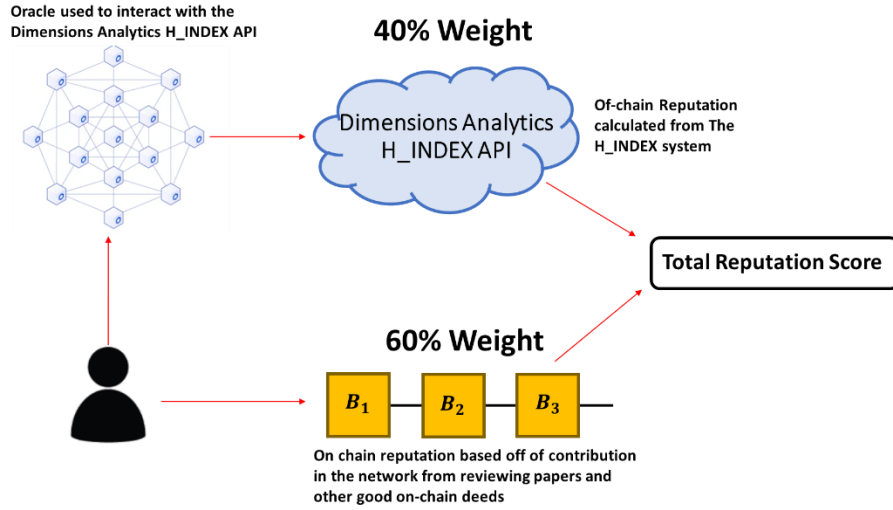 Oracle used to interact with the
Dimensions Analytics H_INDEX API
40% Weight
Dimensions Analytics
H_INDEX API
Of-chain Reputation
calculated from The
H_INDEX system
Total Reputation Score
60% Weight
B1
B2
B3
On chain reputation based off of contribution
in the network from reviewing papers and
other good on-chain deeds